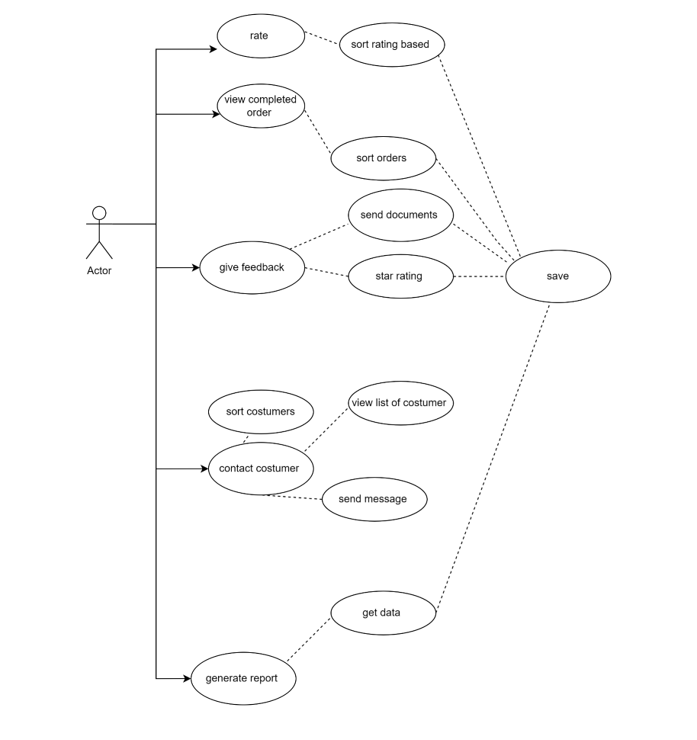 rate
sort rating based
view completed
order
sort orders
send documents
Actor
give feedback
star rating
save
sort costumers
view list of costumer
contact costumer
send message
get data
generate report